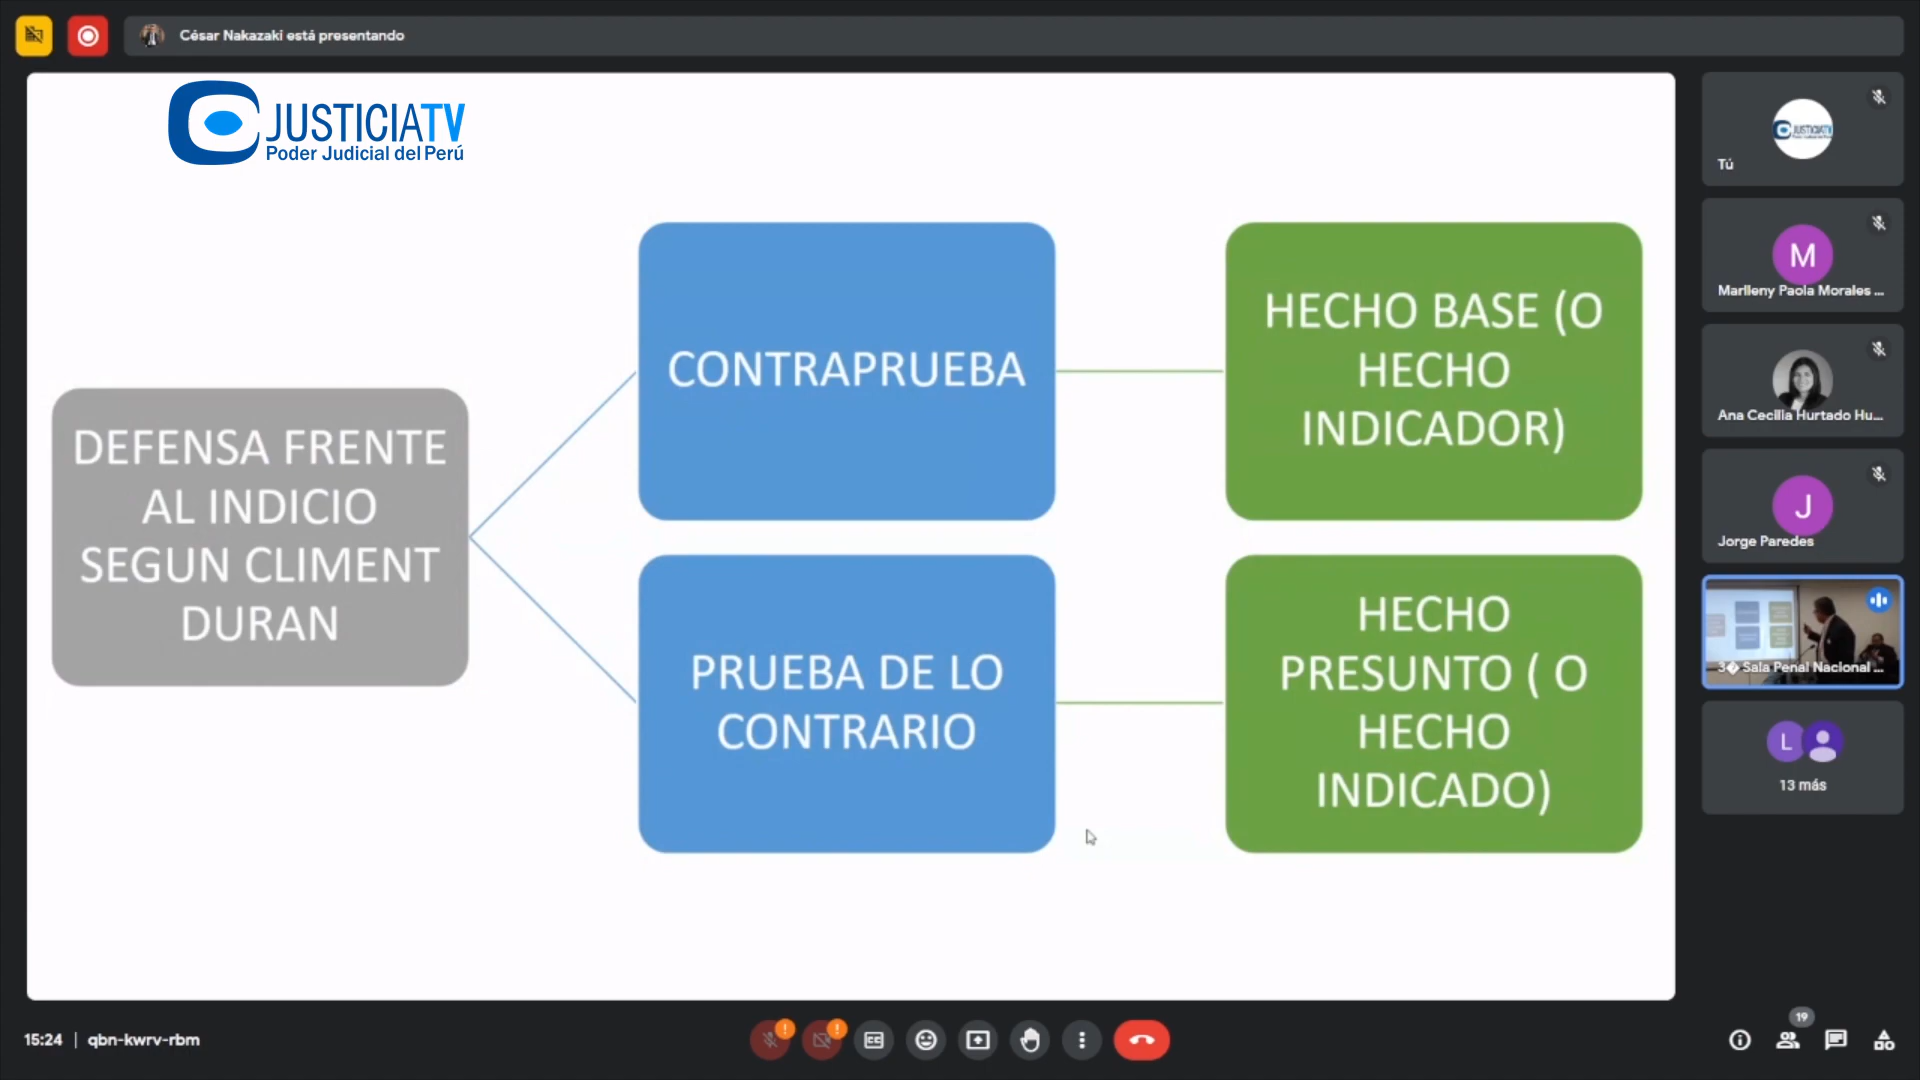 César Nakazaki está presentando
JUSTICIATV
Poder Judicial del Perú
DEFENSA FRENTE
AL INDICIO
SEGUN CLIMENT
DURAN
CONTRAPRUEBA
HECHO BASE (O
HECHO
INDICADOR)
PRUEBA DE LO
CONTRARIO
HECHO
PRESUNTO ( O
HECHO
INDICADO)
JUSTICIATV
Tú
M
Marlleny Paola Morales ...
Ana Cecilia Hurtado Hu...
J
Jorge Paredes
3� Sala Penal Nacional ...
L
13 más
15:24 | qbn-kwrv-rbm
19